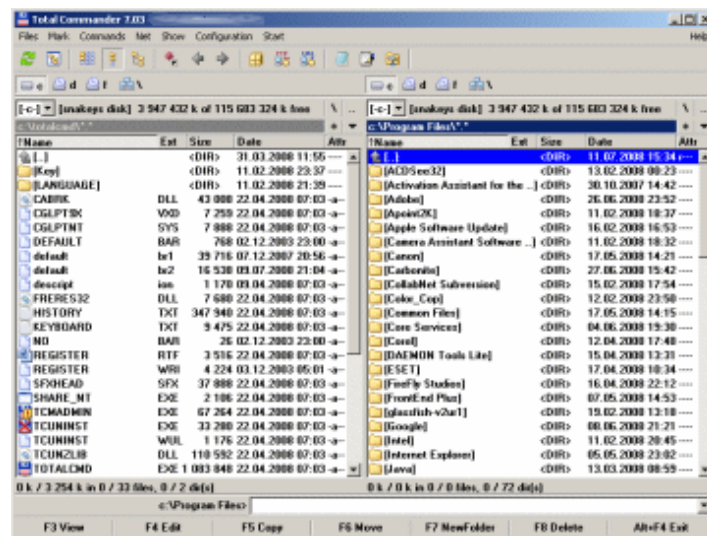 Total Commander 7.03
Files Mark Commands Net Show Configuration Start Help
c d f \ c d f \
[-c-] [snakeys disk] 3 947 432 k of 115 603 324 k free \ .. [-c-] [snakeys disk] 3 947 432 k of 115 603 324 k free \ ..
c:\totalcmd\*.* c:\Program Files\*.*
↑Name Ext Size Date Attr ↑Name Ext Size Date Attr
[..] <DIR> 31.03.2008 11:55 ---- [..] <DIR> 11.07.2008 15:34 ----
[Key] <DIR> 11.02.2008 23:37 ---- [ACDSee32] <DIR> 13.02.2008 00:23 ----
[LANGUAGE] <DIR> 11.02.2008 21:39 ---- [Activation Assistant for the ...] <DIR> 30.10.2007 14:42 ----
CABRK DLL 43 008 22.04.2008 07:03 -a-- [Adobe] <DIR> 26.06.2008 23:52 ----
CGLPT9X VXD 7 259 22.04.2008 07:03 -a-- [Apoint2K] <DIR> 11.02.2008 18:37 ----
CGLPTNT SYS 7 888 22.04.2008 07:03 -a-- [Apple Software Update] <DIR> 16.02.2008 16:53 ----
DEFAULT BAR 768 02.12.2003 23:00 -a-- [Camera Assistant Software ...] <DIR> 11.02.2008 18:32 ----
default br1 39 716 07.12.2007 20:56 -a-- [Canon] <DIR> 17.05.2008 14:21 ----
default br2 16 530 09.07.2008 21:04 -a-- [Carbonite] <DIR> 27.06.2008 15:42 ----
descript ion 1 170 09.04.2008 07:03 -a-- [CollabNet Subversion] <DIR> 15.02.2008 17:54 ----
FRERES32 DLL 7 680 22.04.2008 07:03 -a-- [Color_Cop] <DIR> 12.02.2008 23:50 ----
HISTORY TXT 347 940 22.04.2008 07:03 -a-- [Common Files] <DIR> 17.05.2008 14:15 ----
KEYBOARD TXT 9 475 22.04.2008 07:03 -a-- [Core Services] <DIR> 04.06.2008 19:30 ----
NO BAR 26 02.12.2003 23:00 -a-- [Corel] <DIR> 12.04.2008 17:40 ----
REGISTER RTF 3 516 22.04.2008 07:03 -a-- [DAEMON Tools Lite] <DIR> 15.04.2008 13:31 ----
REGISTER WRI 4 224 03.12.2003 05:01 -a-- [ESET] <DIR> 17.04.2008 10:34 ----
SFXHEAD SFX 37 888 22.04.2008 07:03 -a-- [FireFly Studios] <DIR> 16.04.2008 22:12 ----
SHARE_NT EXE 2 106 22.04.2008 07:03 -a-- [FrontEnd Plus] <DIR> 07.05.2008 14:53 ----
TCMADMIN EXE 67 264 22.04.2008 07:03 -a-- [glassfish-v2ur1] <DIR> 19.02.2008 13:10 ----
TCUNINST EXE 33 280 22.04.2008 07:03 -a-- [Google] <DIR> 08.06.2008 21:21 ----
TCUNINST WUL 1 176 22.04.2008 07:03 -a-- [Intel] <DIR> 11.02.2008 20:45 ----
TCUNZLIB DLL 110 592 22.04.2008 07:03 -a-- [Internet Explorer] <DIR> 05.05.2008 23:02 ----
TOTALCMD EXE 1 083 848 22.04.2008 07:03 -a-- [Java] <DIR> 13.03.2008 08:59 ----
0 k / 3 254 k in 0 / 33 files, 0 / 2 dir(s) 0 k / 0 k in 0 / 0 files, 0 / 72 dir(s)
c:\Program Files>
F3 View F4 Edit F5 Copy F6 Move F7 NewFolder F8 Delete Alt+F4 Exit